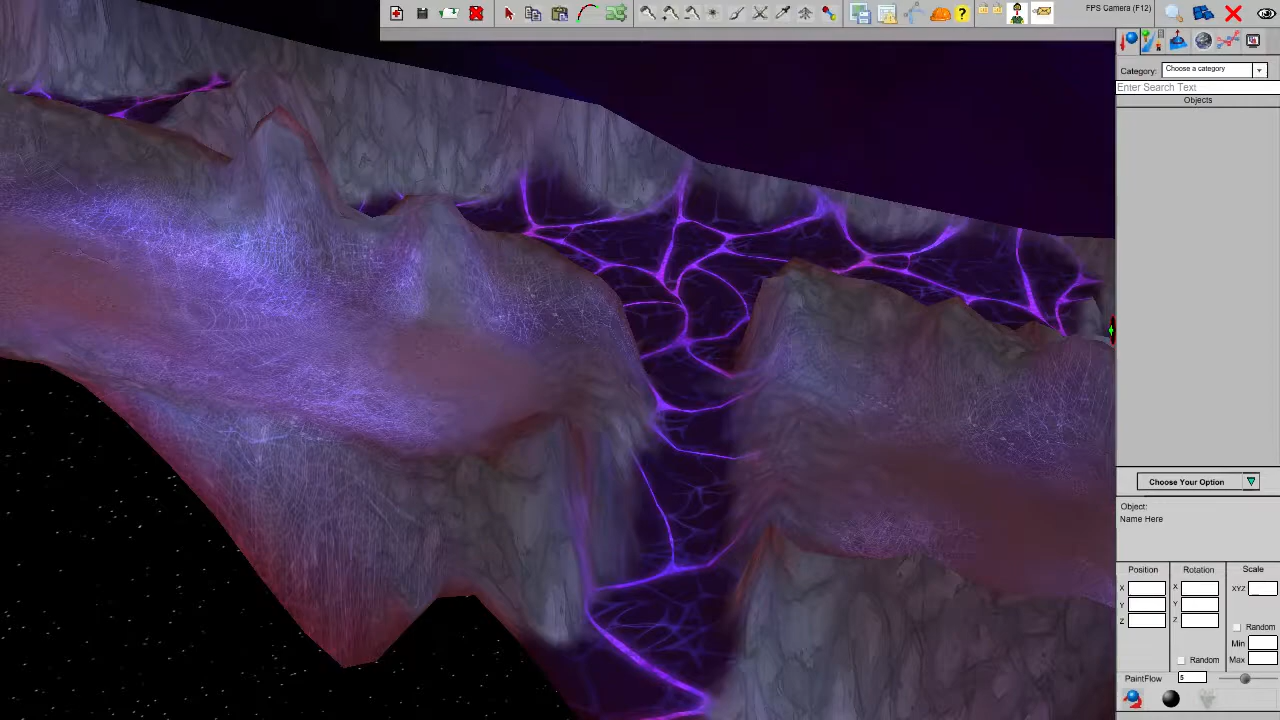 FPS Camera (F12)
Category: Choose a category
Enter Search Text
Objects
Choose Your Option
Object:
Name Here
Position Rotation Scale
X X XYZ
Y Y
Z Z
Random
Min
Random Max
PaintFlow 5